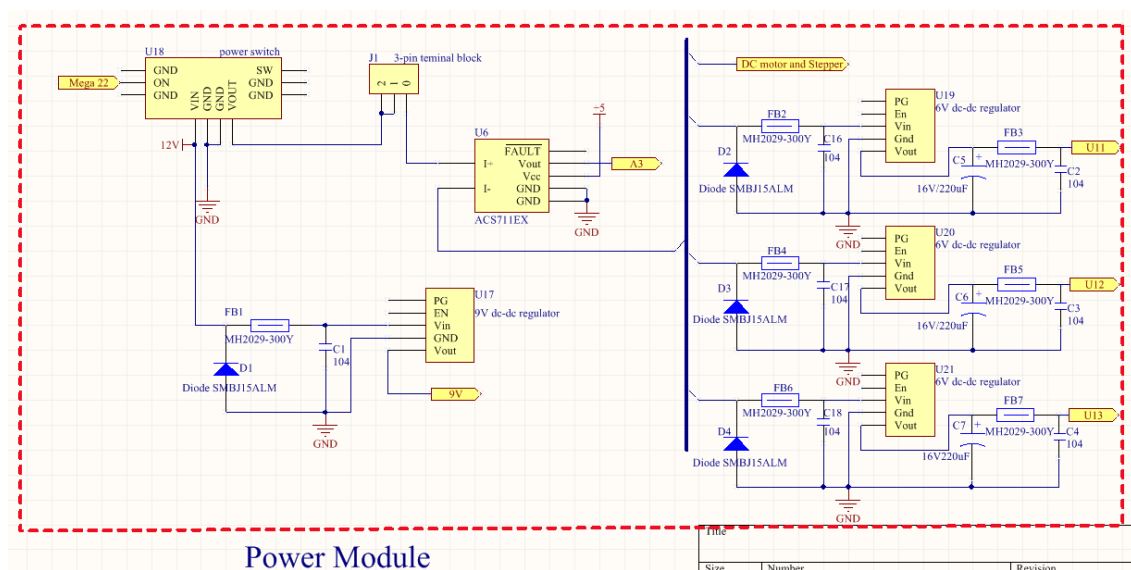 U18
power switch
GND
ON
GND
SW
GND
GND
VIN
GND
GND
VOUT
Mega 22
12V
GND
J1
3-pin teminal block
2
1
0
U6
FAULT
Vout
Vcc
GND
GND
I+
I-
ACS711EX
+5
A3
GND
FB1
MH2029-300Y
D1
Diode SMBJ15ALM
C1
104
GND
U17
9V dc-dc regulator
PG
EN
Vin
GND
Vout
9V
DC motor and Stepper
FB2
MH2029-300Y
D2
Diode SMBJ15ALM
C16
104
U19
6V dc-dc regulator
PG
En
Vin
Gnd
Vout
FB3
MH2029-300Y
C5
+
16V/220uF
C2
104
U11
GND
FB4
MH2029-300Y
D3
Diode SMBJ15ALM
C17
104
U20
6V dc-dc regulator
PG
En
Vin
Gnd
Vout
FB5
MH2029-300Y
C6
+
16V/220uF
C3
104
U12
GND
FB6
MH2029-300Y
D4
Diode SMBJ15ALM
C18
104
U21
6V dc-dc regulator
PG
En
Vin
Gnd
Vout
FB7
MH2029-300Y
C7
+
16V220uF
C4
104
U13
GND
Power Module
Title
Size
Number
Revision